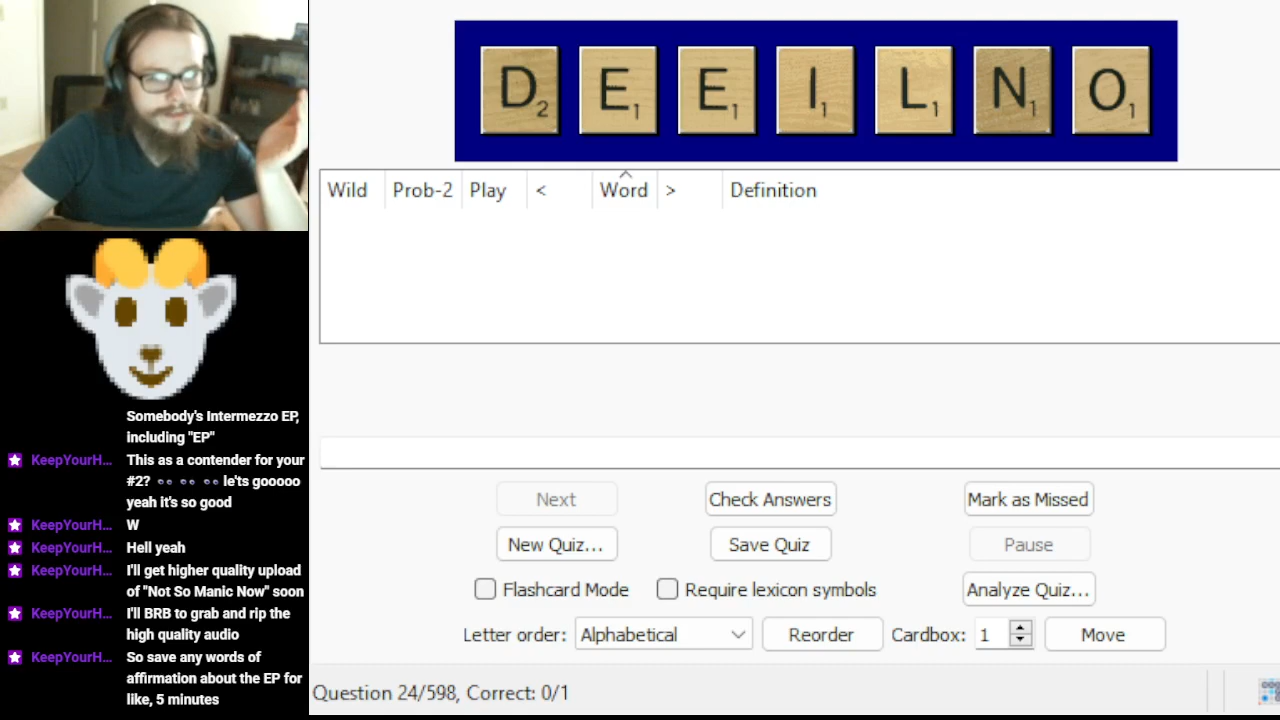 D2 E1 E1 I1 L1 N1 O1
Wild Prob-2 Play < Word > Definition
Somebody's Intermezzo EP,
including "EP"
KeepYourH... This as a contender for your
#2? 👀 👀 👀 le'ts gooooo
yeah it's so good
KeepYourH... W
KeepYourH... Hell yeah
KeepYourH... I'll get higher quality upload
of "Not So Manic Now" soon
KeepYourH... I'll BRB to grab and rip the
high quality audio
KeepYourH... So save any words of
affirmation about the EP for
like, 5 minutes
Next Check Answers Mark as Missed
New Quiz... Save Quiz Pause
Flashcard Mode Require lexicon symbols Analyze Quiz...
Letter order: Alphabetical Reorder Cardbox: 1 Move
Question 24/598, Correct: 0/1